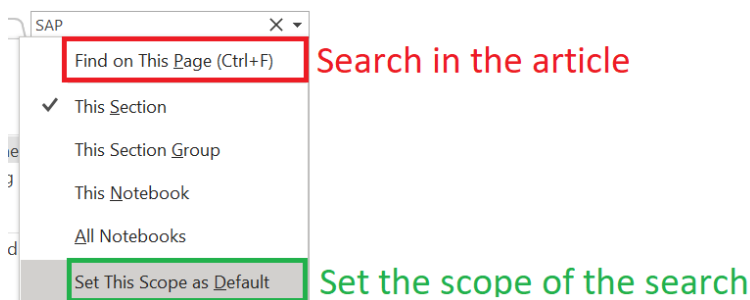 SAP
Find on This Page (Ctrl+F)
Search in the article
This Section
This Section Group
This Notebook
All Notebooks
Set This Scope as Default
Set the scope of the search